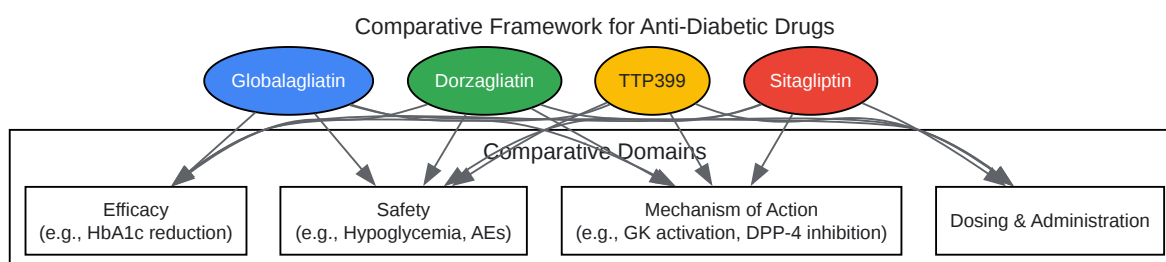 Comparative Framework for Anti-Diabetic Drugs
Globalagliatin
Dorzagliatin
TTP399
Sitagliptin
Comparative Domains
Efficacy
(e.g., HbA1c reduction)
Safety
(e.g., Hypoglycemia, AEs)
Mechanism of Action
(e.g., GK activation, DPP-4 inhibition)
Dosing & Administration